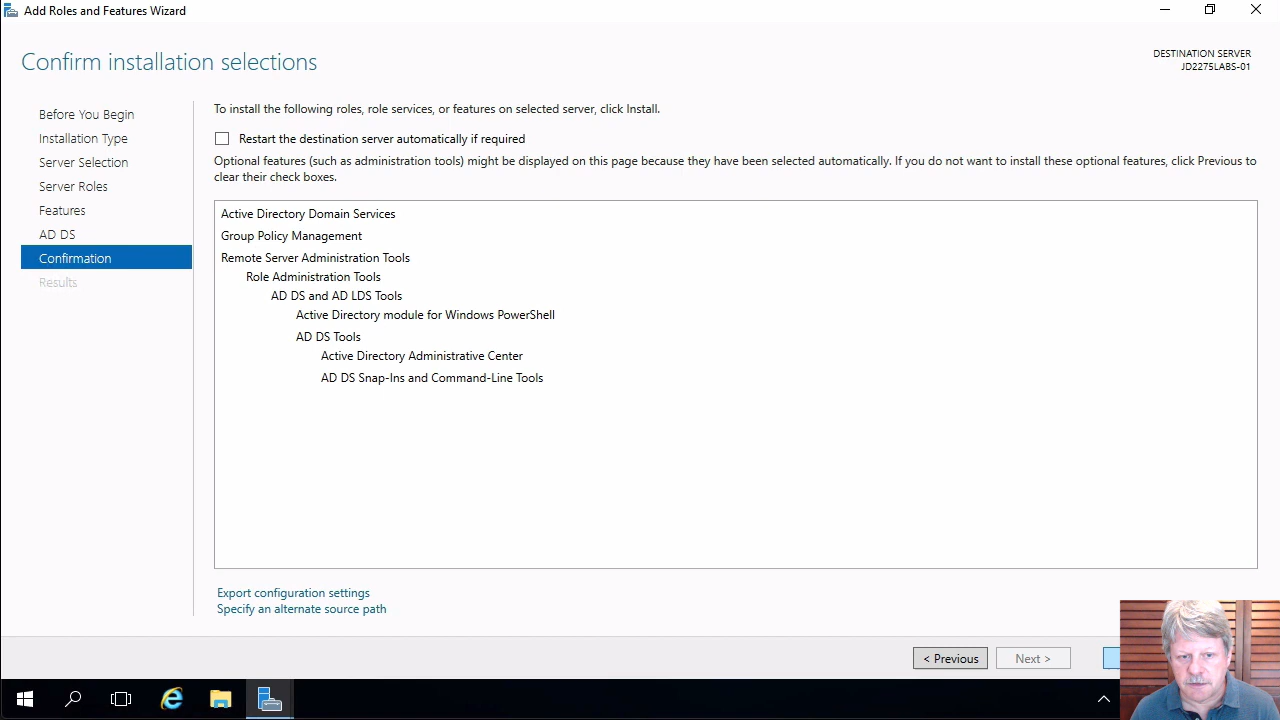 Add Roles and Features Wizard
Confirm installation selections
DESTINATION SERVER
JD2275LABS-01
Before You Begin
Installation Type
Server Selection
Server Roles
Features
AD DS
Confirmation
Results
To install the following roles, role services, or features on selected server, click Install.
Restart the destination server automatically if required
Optional features (such as administration tools) might be displayed on this page because they have been selected automatically. If you do not want to install these optional features, click Previous to
clear their check boxes.
Active Directory Domain Services
Group Policy Management
Remote Server Administration Tools
Role Administration Tools
AD DS and AD LDS Tools
Active Directory module for Windows PowerShell
AD DS Tools
Active Directory Administrative Center
AD DS Snap-Ins and Command-Line Tools
Export configuration settings
Specify an alternate source path
< Previous
Next >